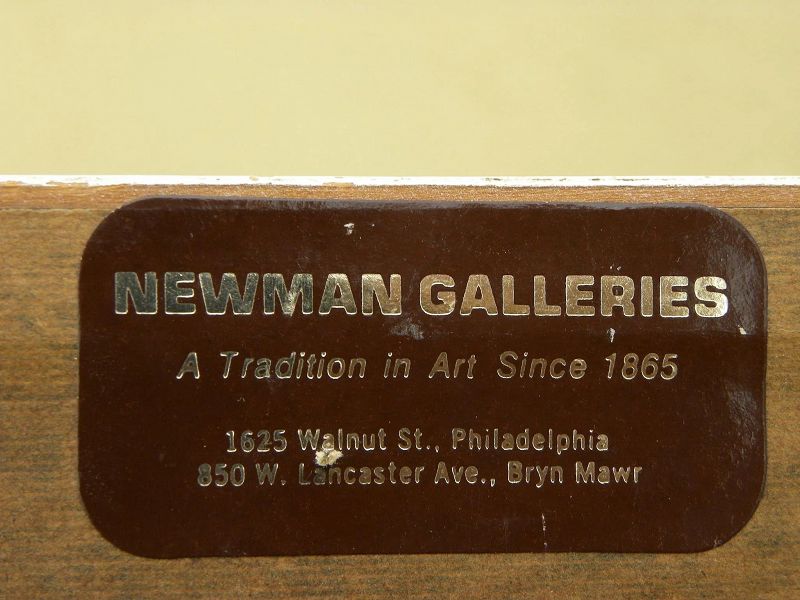 NEWMAN GALLERIES
A Tradition in Art Since 1865
1625 Walnut St., Philadelphia
850 W. Lancaster Ave., Bryn Mawr